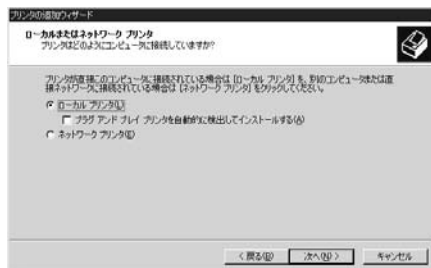 プリンタの追加ウィザード
ローカルまたはネットワーク プリンタ
プリンタはどのようにコンピュータに接続していますか?
プリンタが直接このコンピュータに接続されている場合は [ローカル プリンタ] を、別のコンピュータまたは直
接ネットワークに接続されている場合は [ネットワーク プリンタ] をクリックしてください。
ローカル プリンタ(L)
プラグ アンド プレイ プリンタを自動的に検出してインストールする(A)
ネットワーク プリンタ(E)
< 戻る(B)
次へ(N) >
キャンセル